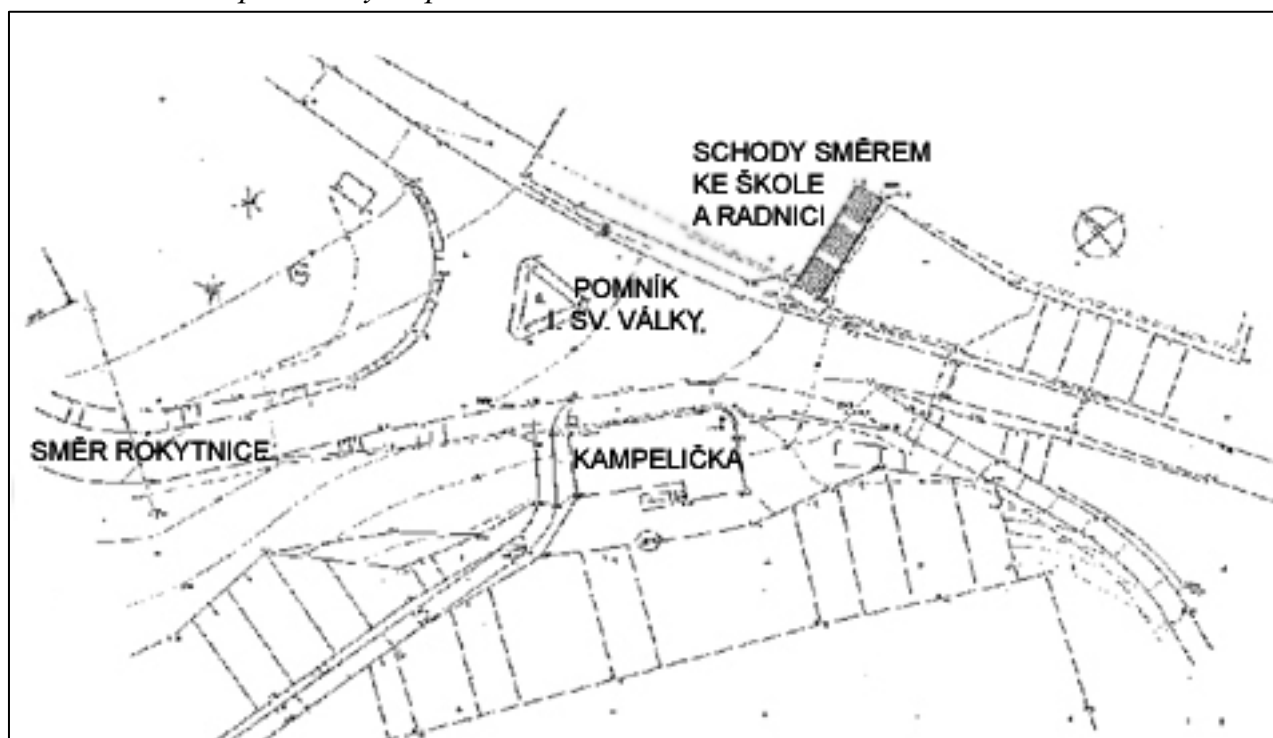 SCHODY SMĚREM
KE ŠKOLE
A RADNICI
POMNÍK
I. SV. VÁLKY
SMĚR ROKYTNICE
KAMPELIČKA